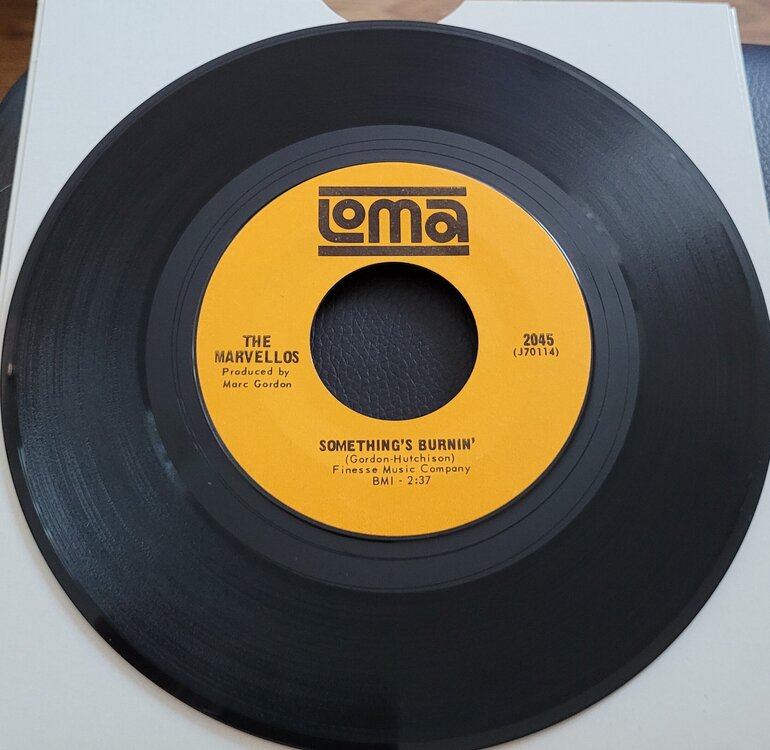 Loma
THE
MARVELLOS
Produced by
Marc Gordon
2045
(J70114)
SOMETHING'S BURNIN'
(Gordon-Hutchison)
Finesse Music Company
BMI - 2:37